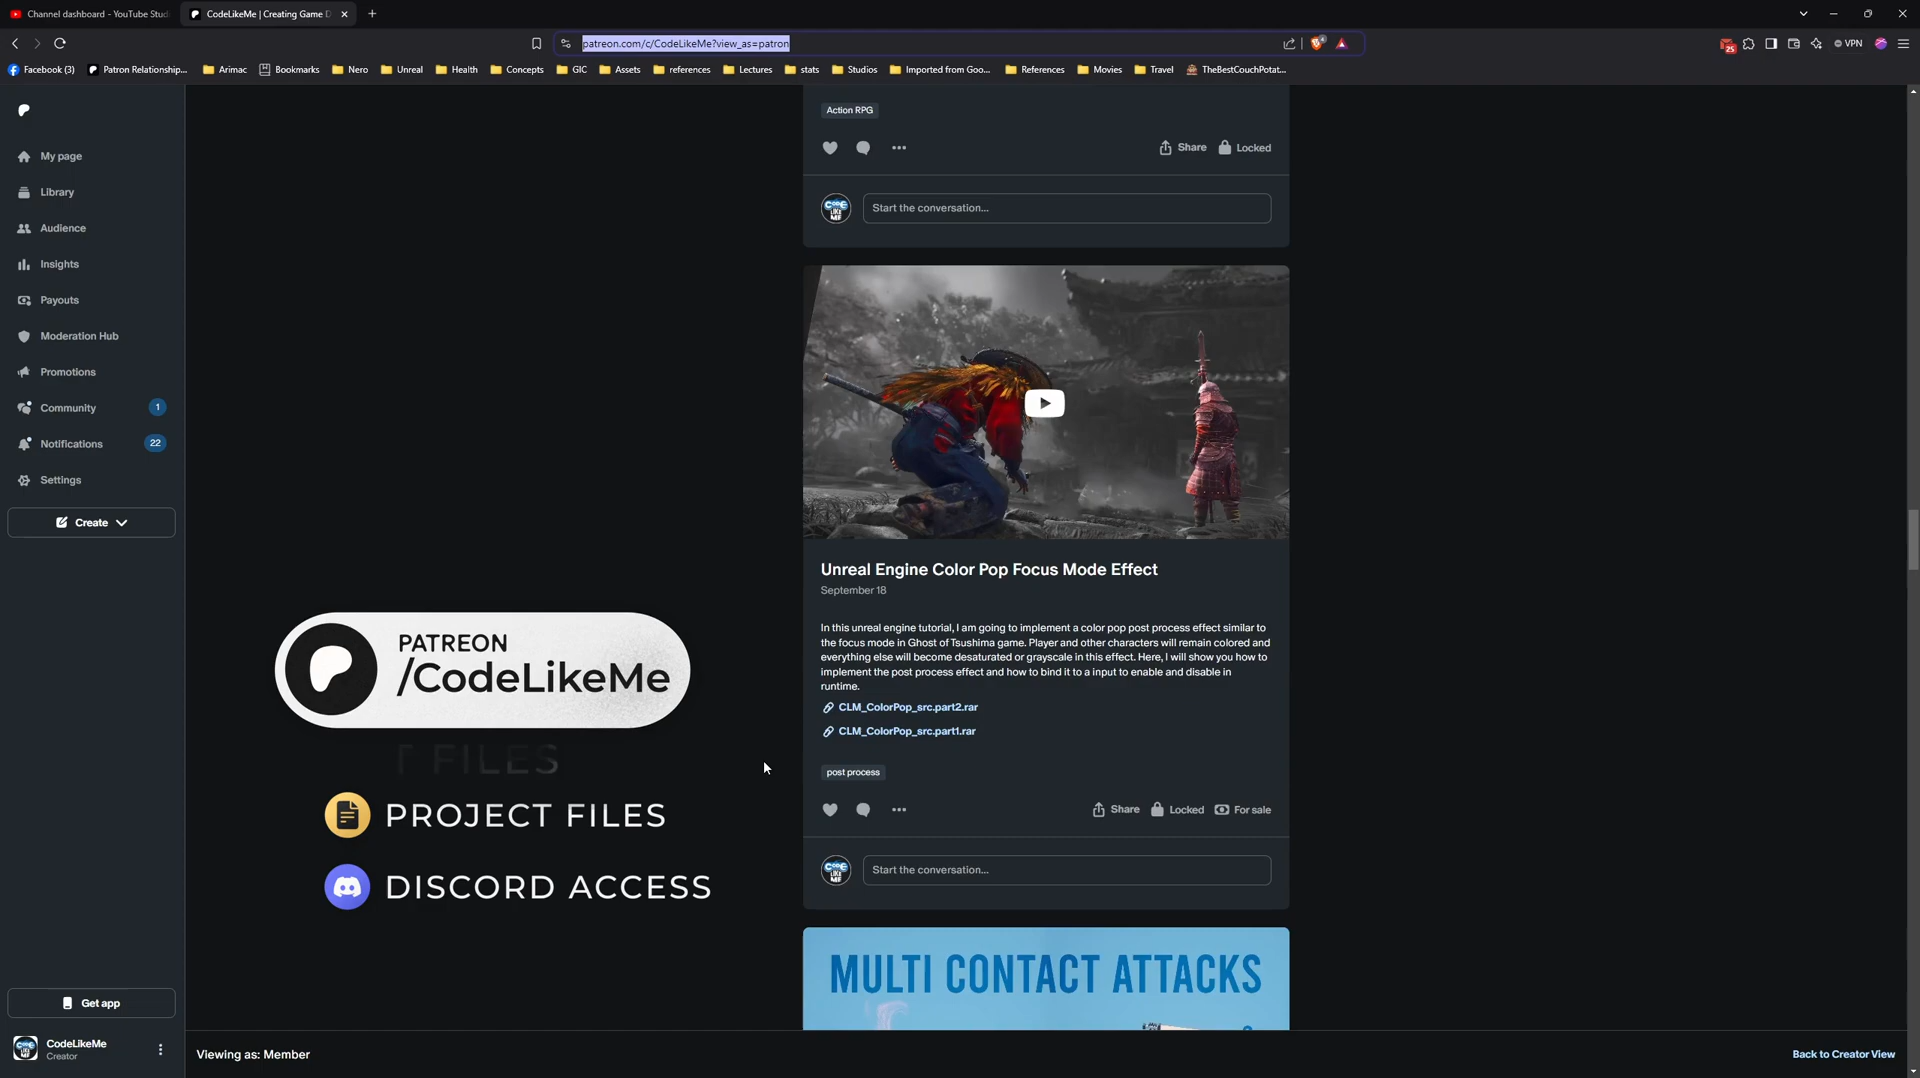 Channel dashboard - YouTube Stud
CodeLikeMe | Creating Game D
patreon.com/c/CodeLikeMe?view_as=patron
25
VPN
Facebook (3)
Patron Relationship...
Arimac
Bookmarks
Nero
Unreal
Health
Concepts
GIC
Assets
references
Lectures
stats
Studios
Imported from Goo...
References
Movies
Travel
TheBestCouchPotat...
My page
Library
Audience
Insights
Payouts
Moderation Hub
Promotions
Community 1
Notifications 22
Settings
Create
Get app
CodeLikeMe
Creator
Action RPG
Share
Locked
CODE LIKE ME
Start the conversation...
Unreal Engine Color Pop Focus Mode Effect
September 18
In this unreal engine tutorial, I am going to implement a color pop post process effect similar to
the focus mode in Ghost of Tsushima game. Player and other characters will remain colored and
everything else will become desaturated or grayscale in this effect. Here, I will show you how to
implement the post process effect and how to bind it to a input to enable and disable in
runtime.
CLM_ColorPop_src.part2.rar
CLM_ColorPop_src.part1.rar
post process
Share
Locked
For sale
CODE LIKE ME
Start the conversation...
MULTI CONTACT ATTACKS
PATREON
/CodeLikeMe
T FILES
PROJECT FILES
DISCORD ACCESS
Viewing as: Member
Back to Creator View